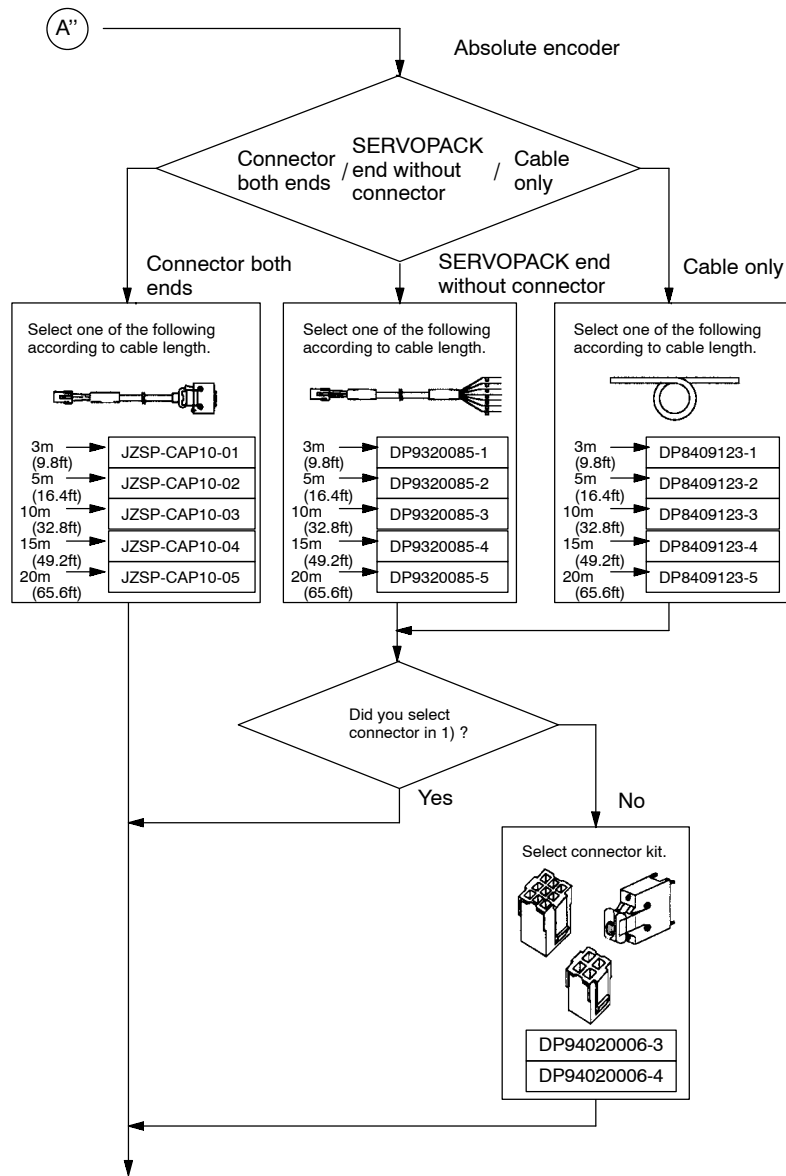 A''
Absolute encoder
Connector both ends / SERVOPACK end without connector / Cable only
Connector both
ends
SERVOPACK end
without connector
Cable only
Select one of the following
according to cable length.
3m
(9.8ft)
JZSP-CAP10-01
5m
(16.4ft)
JZSP-CAP10-02
10m
(32.8ft)
JZSP-CAP10-03
15m
(49.2ft)
JZSP-CAP10-04
20m
(65.6ft)
JZSP-CAP10-05
Select one of the following
according to cable length.
3m
(9.8ft)
DP9320085-1
5m
(16.4ft)
DP9320085-2
10m
(32.8ft)
DP9320085-3
15m
(49.2ft)
DP9320085-4
20m
(65.6ft)
DP9320085-5
Select one of the following
according to cable length.
3m
(9.8ft)
DP8409123-1
5m
(16.4ft)
DP8409123-2
10m
(32.8ft)
DP8409123-3
15m
(49.2ft)
DP8409123-4
20m
(65.6ft)
DP8409123-5
Did you select
connector in 1) ?
Yes
No
Select connector kit.
DP94020006-3
DP94020006-4